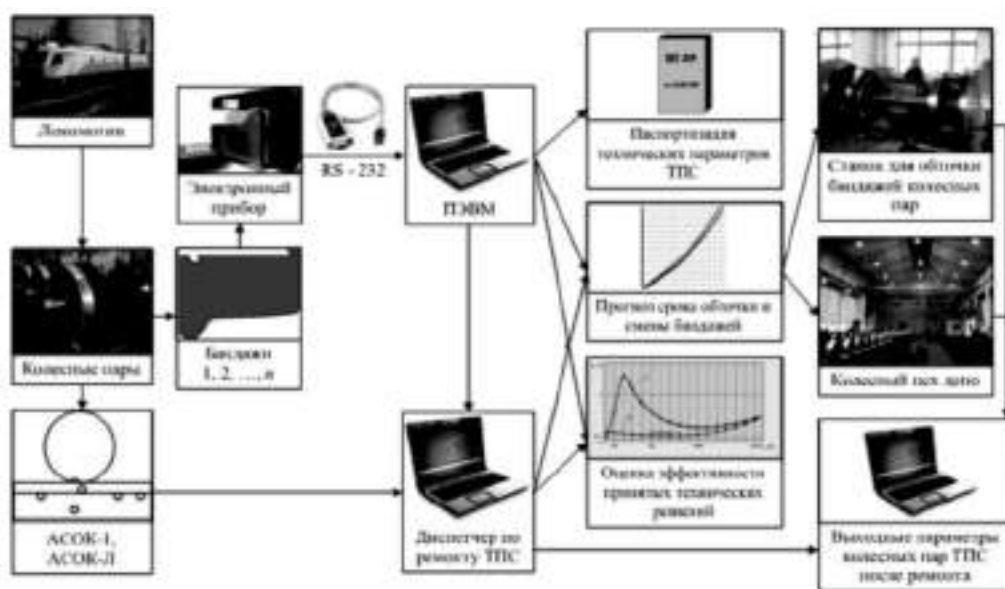 Локомотив
Электронный
прибор
RS - 232
ПЭВМ
Паспортизация
технических параметров
ТПС
Станок для обточки
бандажей колесных
пар
Колесные пары
Бандажи
1, 2, …, n
Прогноз срока обточки и
смены бандажей
Колесный цех депо
АСОК-1,
АСОК-Л
Диспетчер по
ремонту ТПС
Оценка эффективности
принятых технических
решений
Выходные параметры
колесных пар ТПС
после ремонта